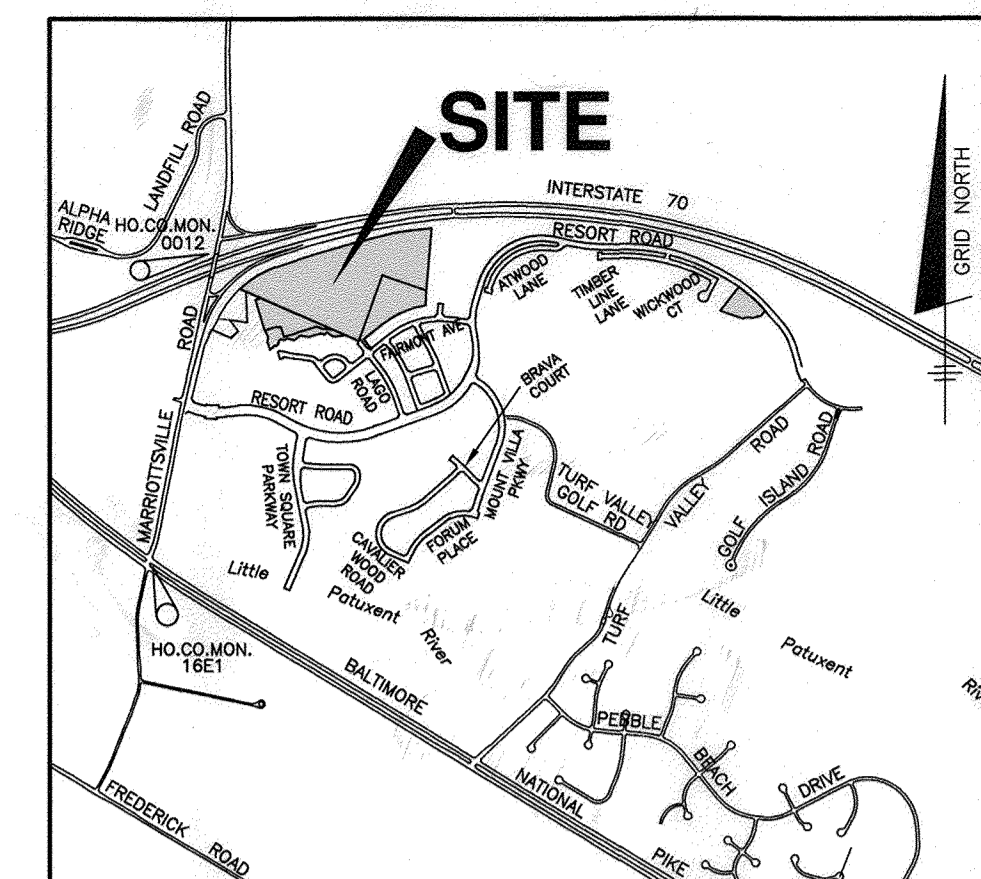 SITE
LANDFILL ROAD
INTERSTATE 70
GRID NORTH
ALPHA
RIDGE
HO.CO.MON.
0012
RESORT ROAD
ATWOOD
LANE
TIMBER
LINE
LANE
WICKWOOD
CT
ROAD
FAIRMONT AVE
LAGO
ROAD
BRAVA
COURT
RESORT ROAD
MARRIOTTSVILLE
TOWN SQUARE
PARKWAY
MOUNT VILLA
PKWY
TURF VALLEY
GOLF RD
ROAD
VALLEY
GOLF ISLAND ROAD
FORUM
PLACE
CAVALIER
WOOD
ROAD
Little
Patuxent
River
TURF
Little
Patuxent
HO.CO.MON.
16E1
BALTIMORE
PEBBLE
BEACH
DRIVE
NATIONAL
PIKE
FREDERICK
ROAD